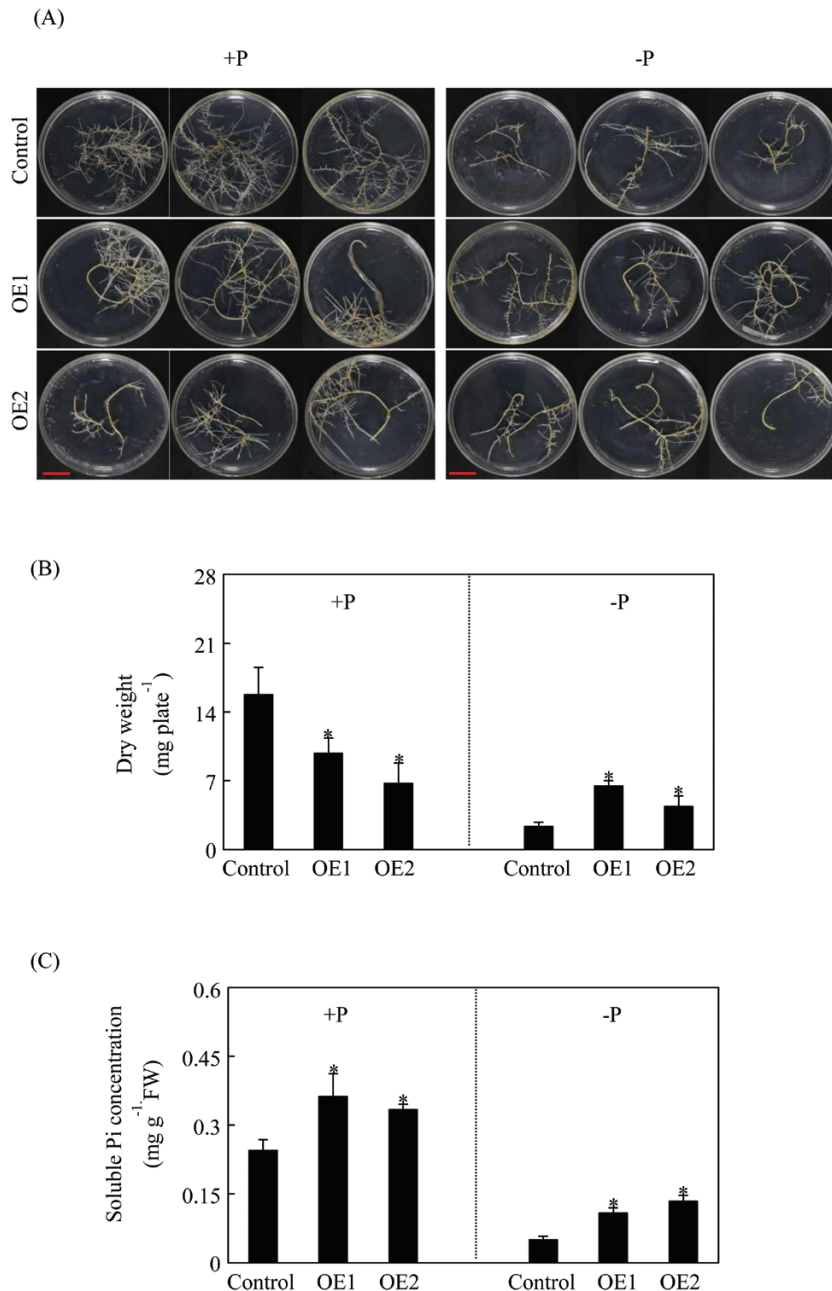 (A)
+P
-P
Control
OE1
OE2
(B)
28
21
14
7
0
Dry weight
(mg plate⁻¹)
+P
-P
*
*
*
*
Control OE1 OE2 Control OE1 OE2
(C)
0.6
0.45
0.3
0.15
0
Soluble Pi concentration
(mg g⁻¹·FW)
+P
-P
*
*
*
*
Control OE1 OE2 Control OE1 OE2